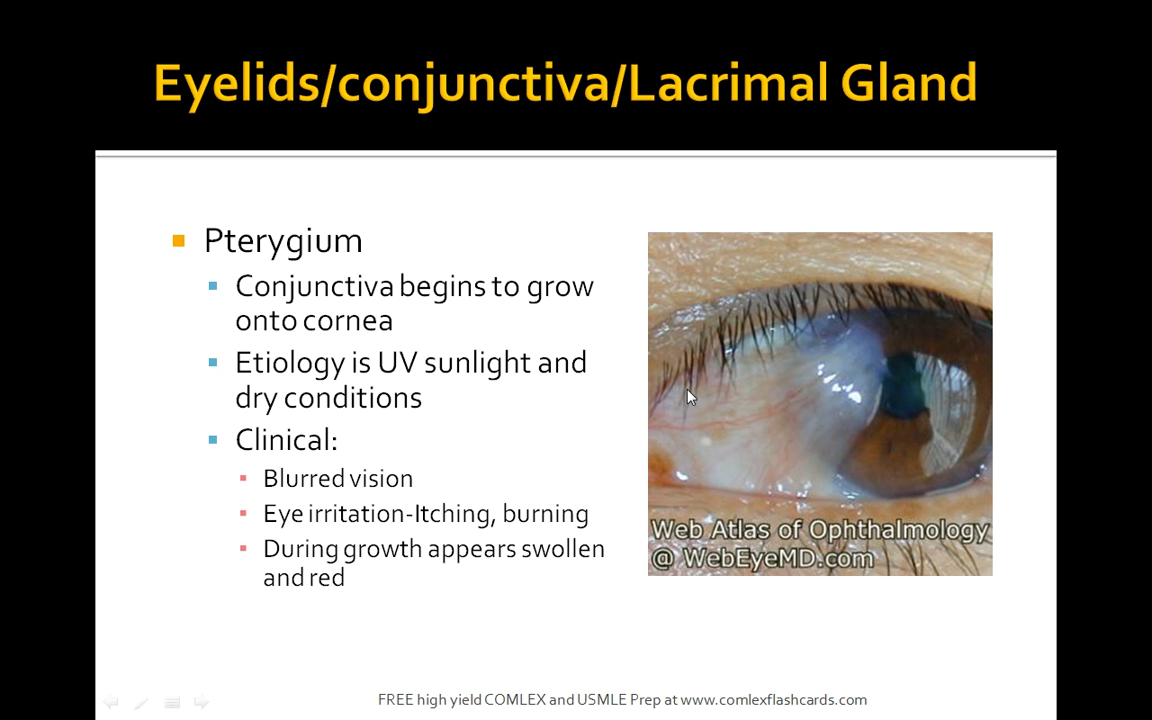 Eyelids/conjunctiva/Lacrimal Gland
Pterygium
Conjunctiva begins to grow
onto cornea
Etiology is UV sunlight and
dry conditions
Clinical:
Blurred vision
Eye irritation-Itching, burning
During growth appears swollen
and red
Web Atlas of Ophthalmology
@ WebEyeMD.com
FREE high yield COMLEX and USMLE Prep at www.comlexflashcards.com